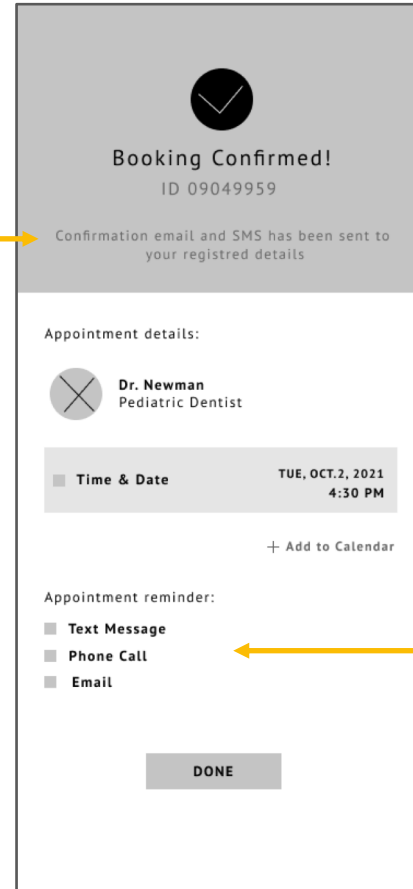 Booking Confirmed!
ID 09049959
Confirmation email and SMS has been sent to
your registred details
Appointment details:
Dr. Newman
Pediatric Dentist
Time & Date
TUE, OCT.2, 2021
4:30 PM
+ Add to Calendar
Appointment reminder:
Text Message
Phone Call
Email
DONE